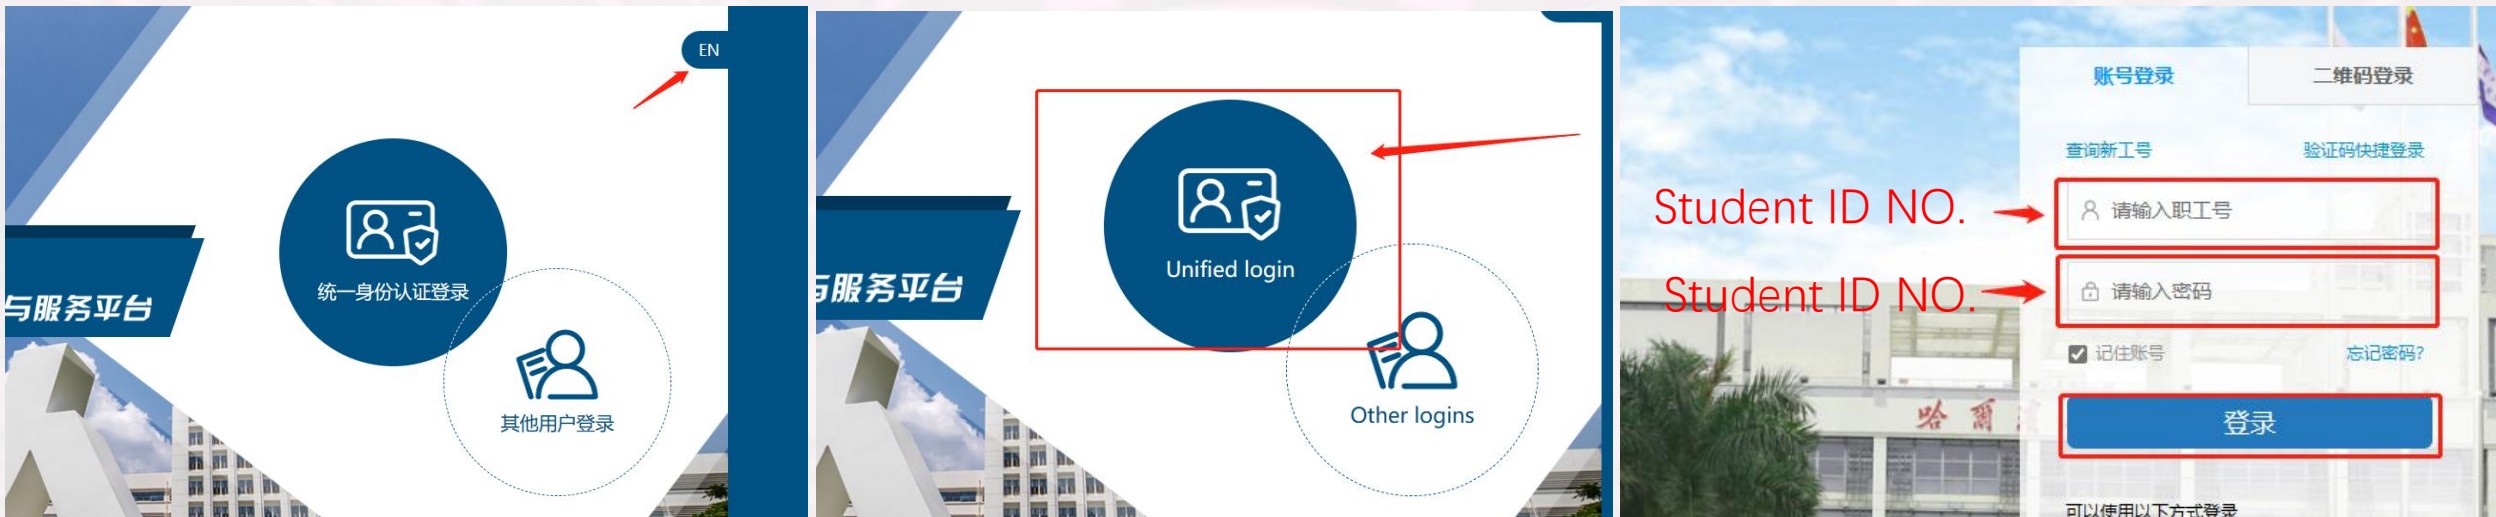 EN
统一身份认证登录
与服务平台
其他用户登录
Unified login
与服务平台
Other logins
账号登录
二维码登录
查询新工号
验证码快捷登录
Student ID NO.
请输入职工号
Student ID NO.
请输入密码
记住账号
忘记密码?
哈爾
登录
可以使用以下方式登录